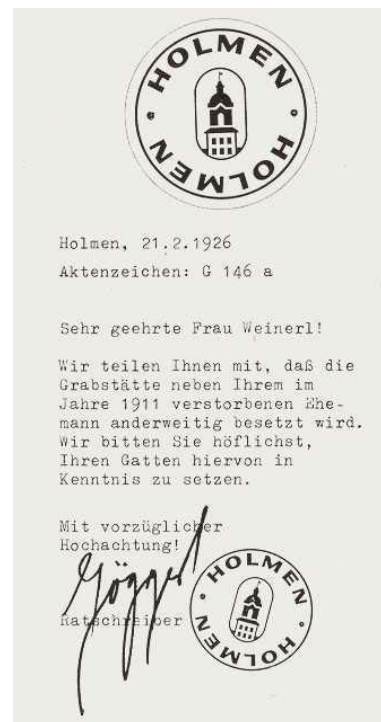 HOLMEN
HOLMEN
Holmen, 21.2.1926
Aktenzeichen: G 146 a
Sehr geehrte Frau Weinerl!
Wir teilen Ihnen mit, daß die
Grabstätte neben Ihrem im
Jahre 1911 verstorbenen Ehe-
mann anderweitig besetzt wird.
Wir bitten Sie höflichst,
Ihren Gatten hiervon in
Kenntnis zu setzen.
Mit vorzüglicher
Hochachtung!
Ratschreiber
HOLMEN
HOLMEN